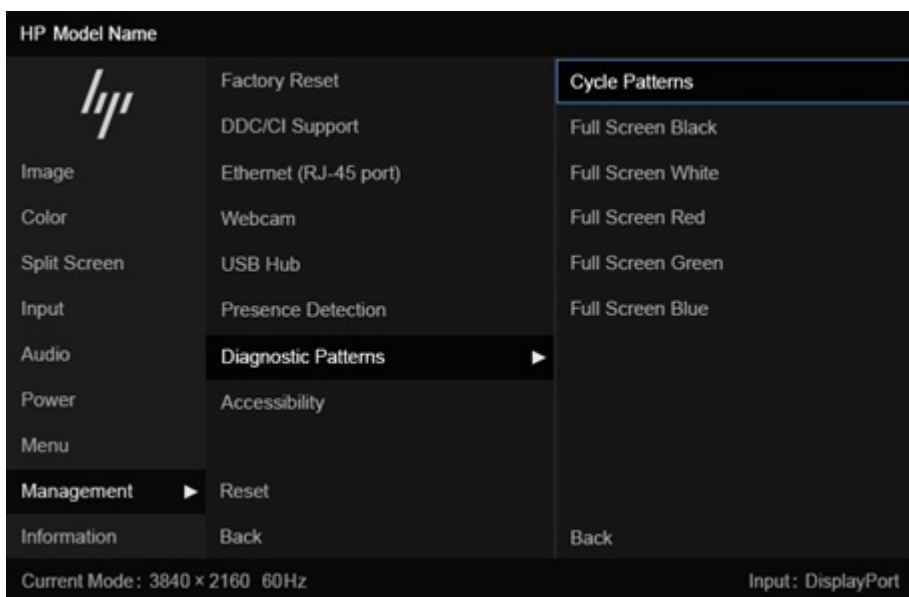 HP Model Name
hp
Image
Color
Split Screen
Input
Audio
Power
Menu
Management
Information
Factory Reset
DDC/CI Support
Ethernet (RJ-45 port)
Webcam
USB Hub
Presence Detection
Diagnostic Patterns
Accessibility
Reset
Back
Cycle Patterns
Full Screen Black
Full Screen White
Full Screen Red
Full Screen Green
Full Screen Blue
Back
Current Mode: 3840 × 2160 60Hz
Input: DisplayPort